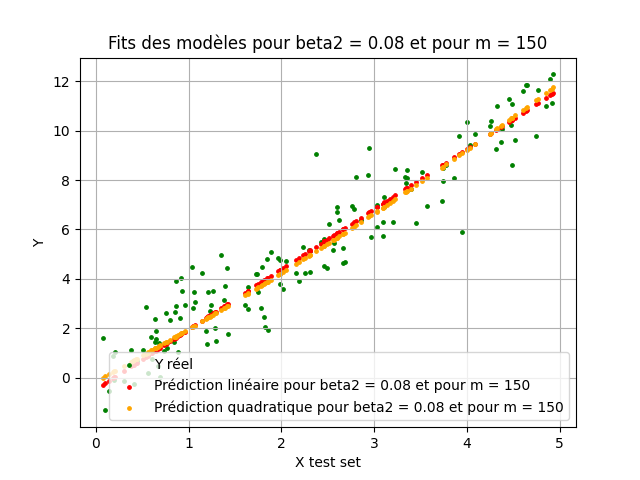 Fits des modèles pour beta2 = 0.08 et pour m = 150
12
10
8
6
4
2
0
Y
Y réel
Prédiction linéaire pour beta2 = 0.08 et pour m = 150
Prédiction quadratique pour beta2 = 0.08 et pour m = 150
0 1 2 3 4 5
X test set